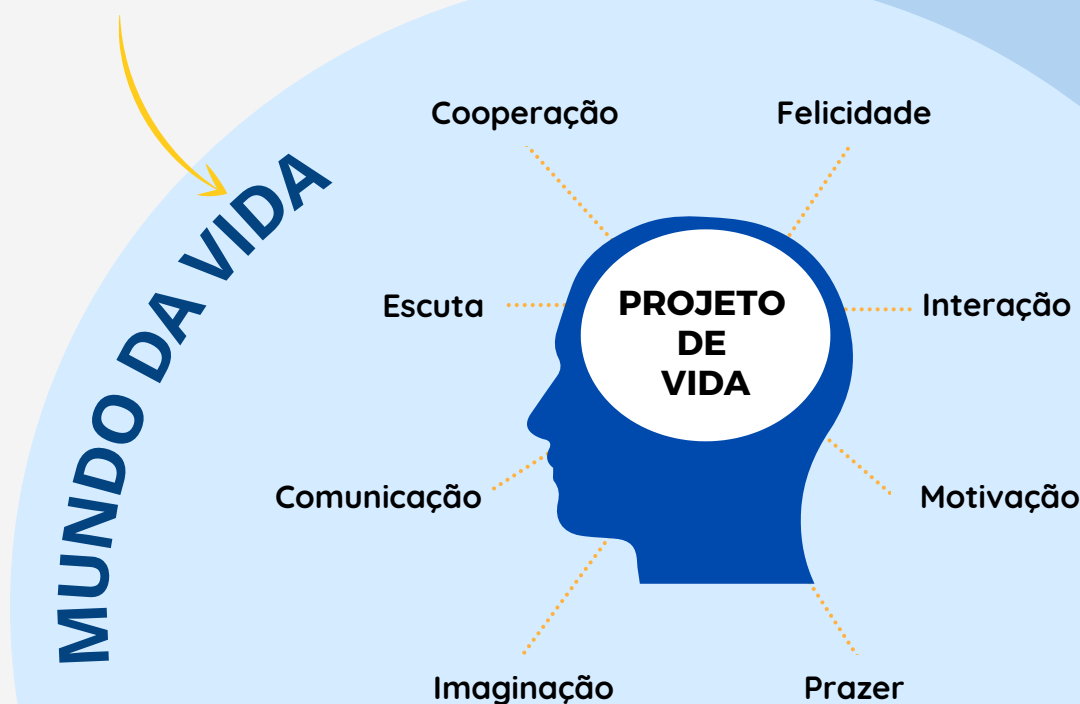 Cooperação
Felicidade
MUNDO DA VIDA
Escuta
PROJETO
DE
VIDA
Interação
Comunicação
Motivação
Imaginação
Prazer